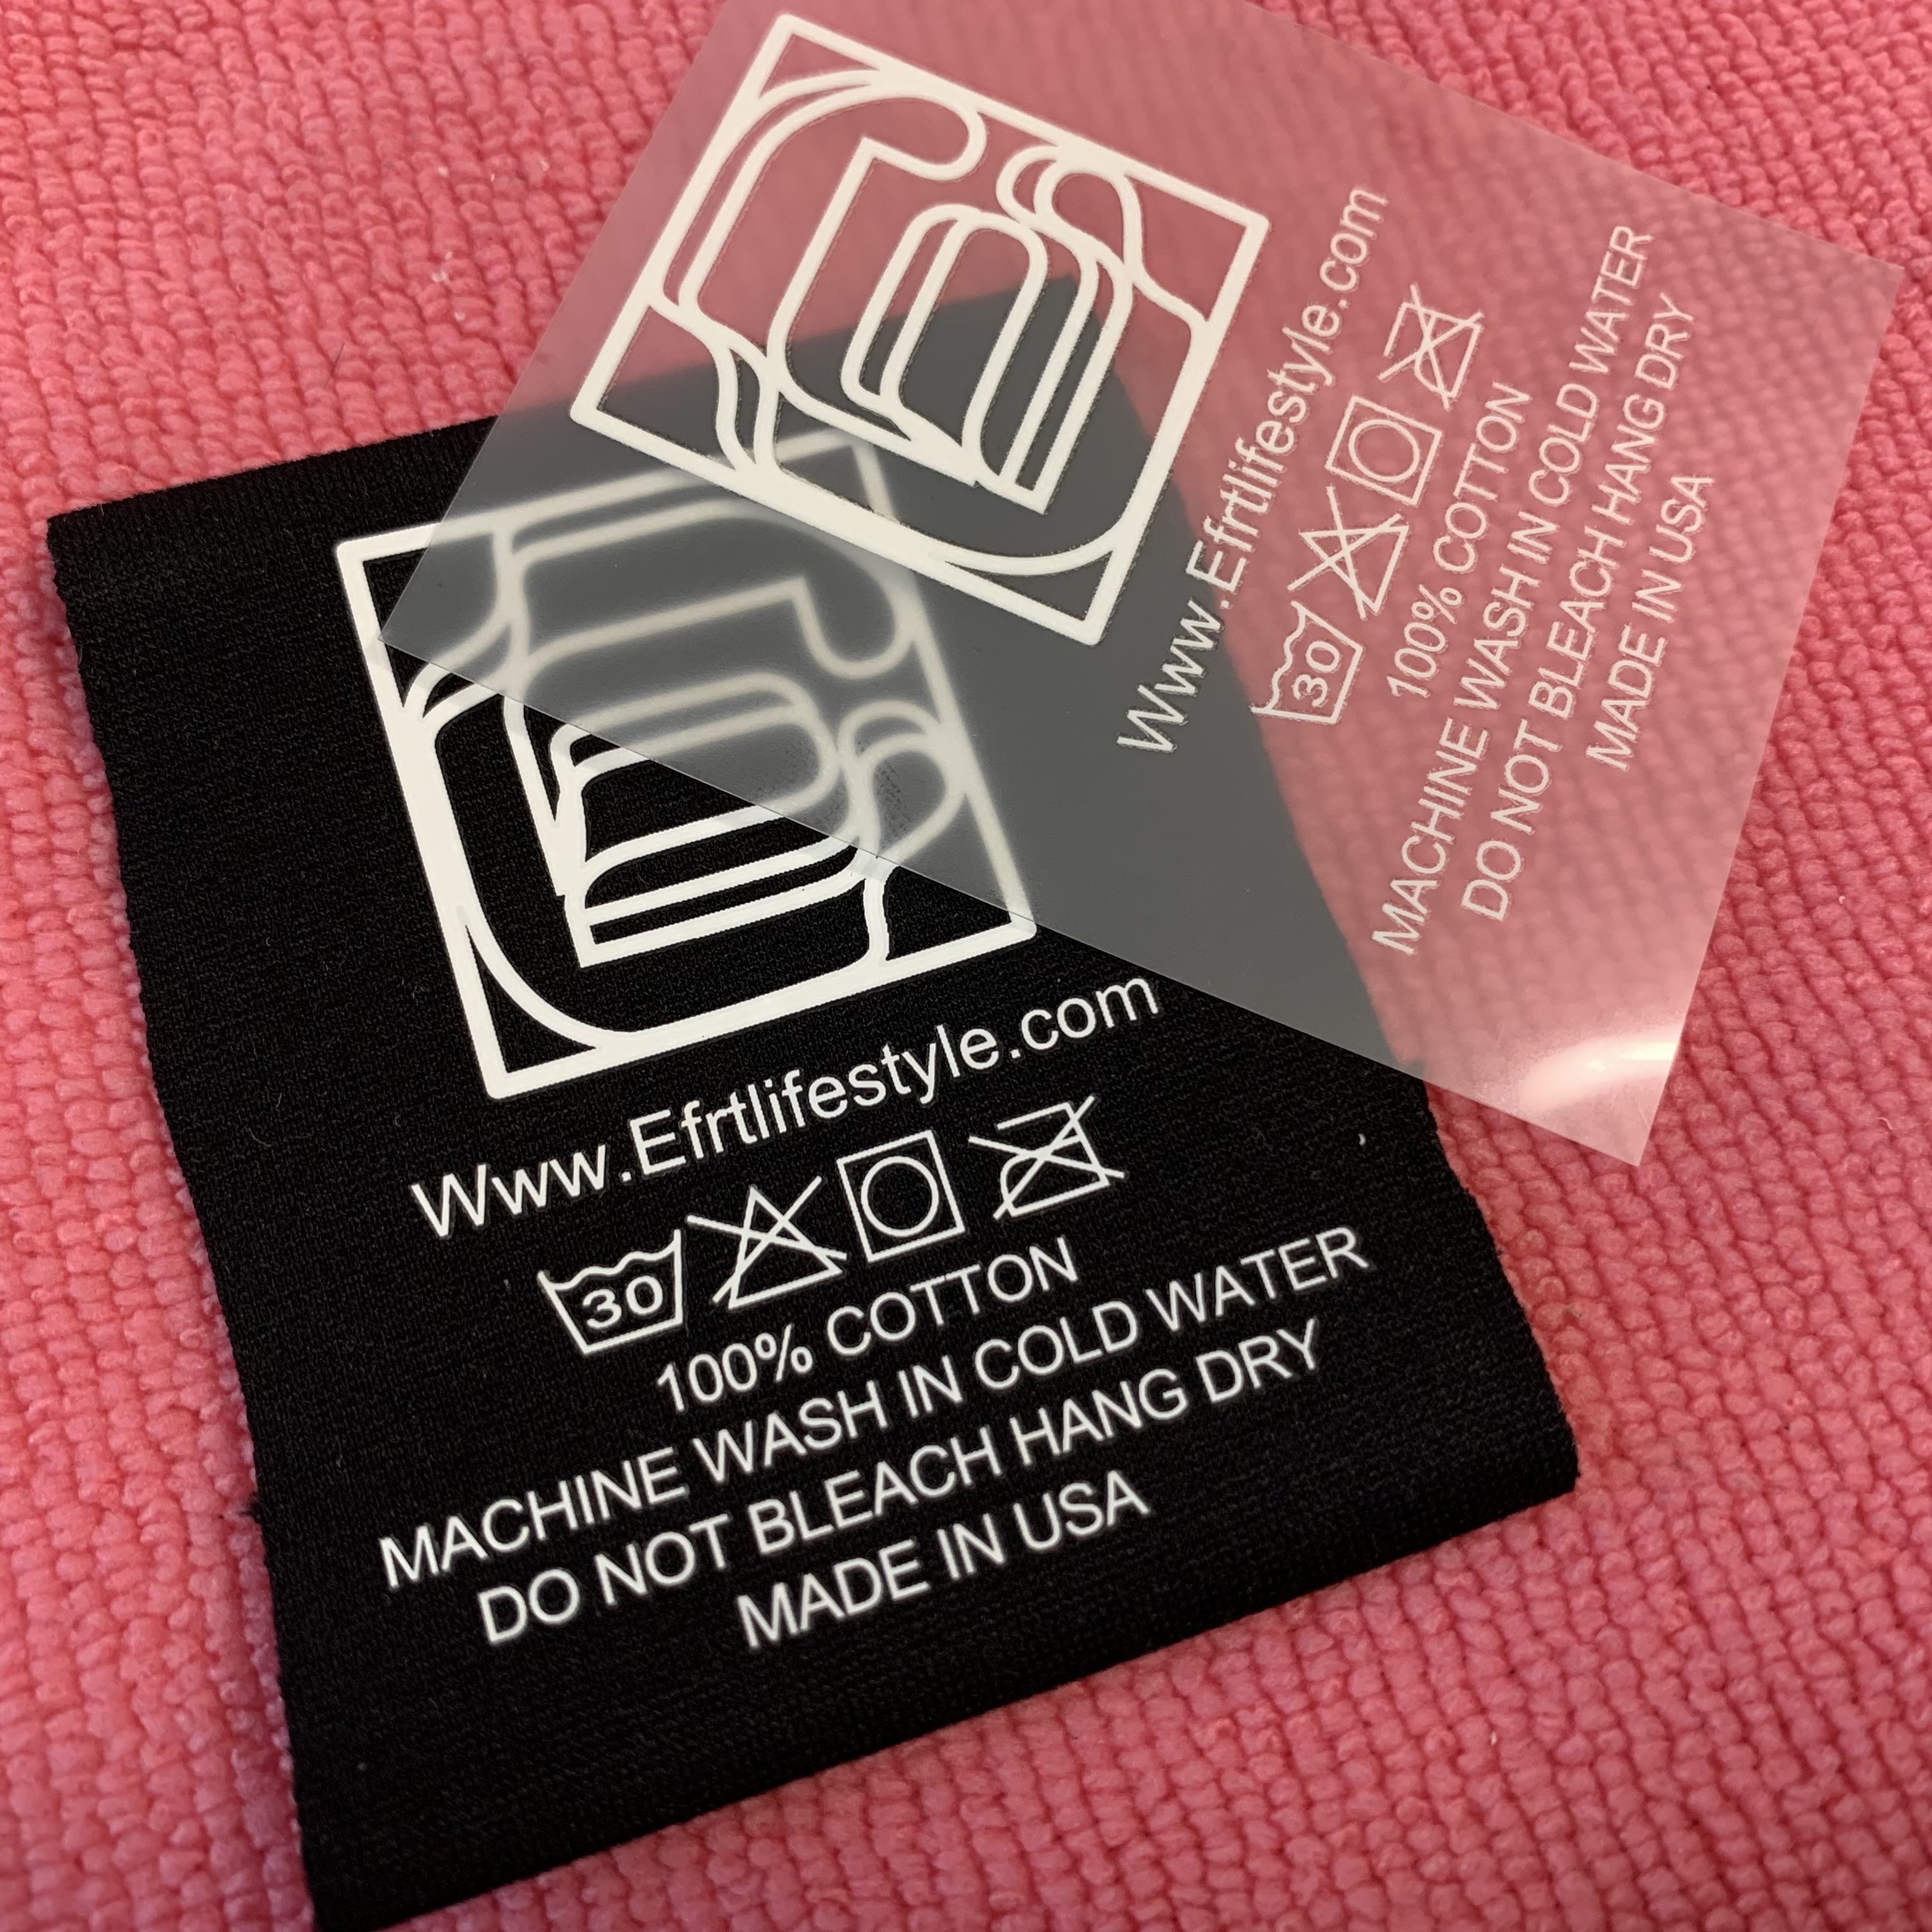 Www.Efrtlifestyle.com
30
100% COTTON
MACHINE WASH IN COLD WATER
DO NOT BLEACH HANG DRY
MADE IN USA
Www.Efrtlifestyle.com
30
100% COTTON
MACHINE WASH IN COLD WATER
DO NOT BLEACH HANG DRY
MADE IN USA